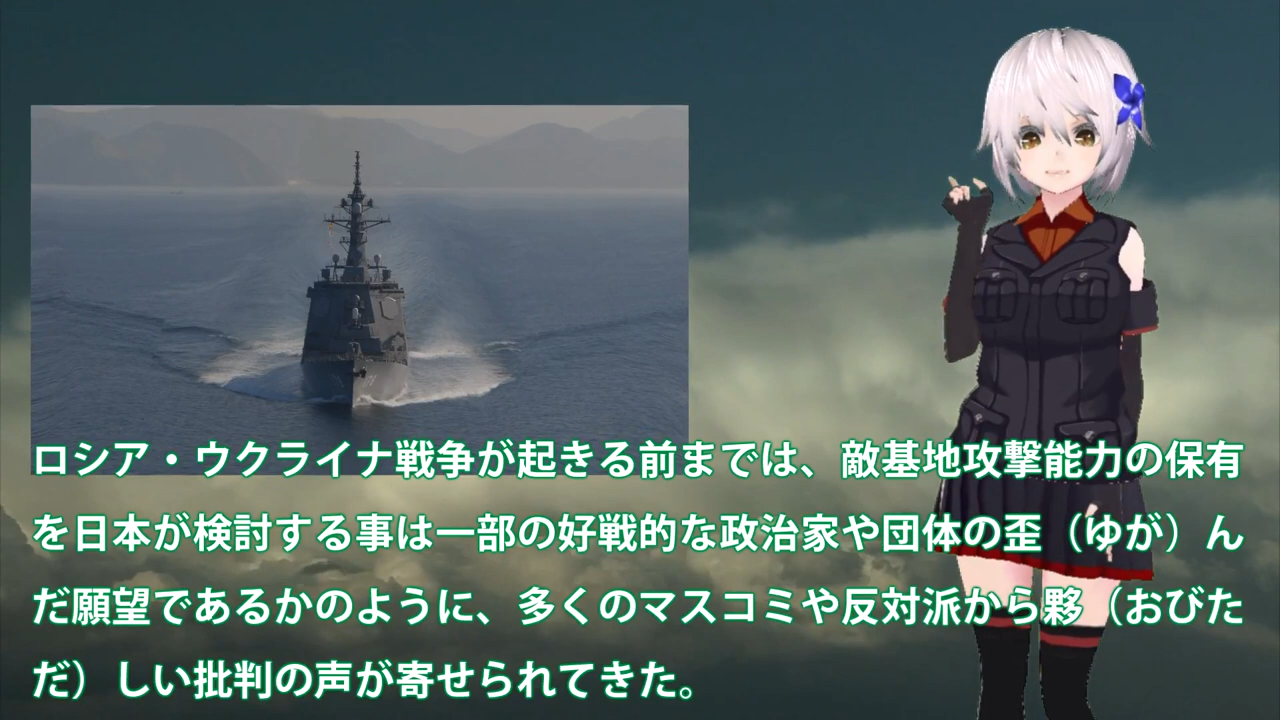 ロシア・ウクライナ戦争が起きる前までは、敵基地攻撃能力の保有
を日本が検討する事は一部の好戦的な政治家や団体の歪（ゆが）ん
だ願望であるかのように、多くのマスコミや反対派から夥（おびた
だ）しい批判の声が寄せられてきた。